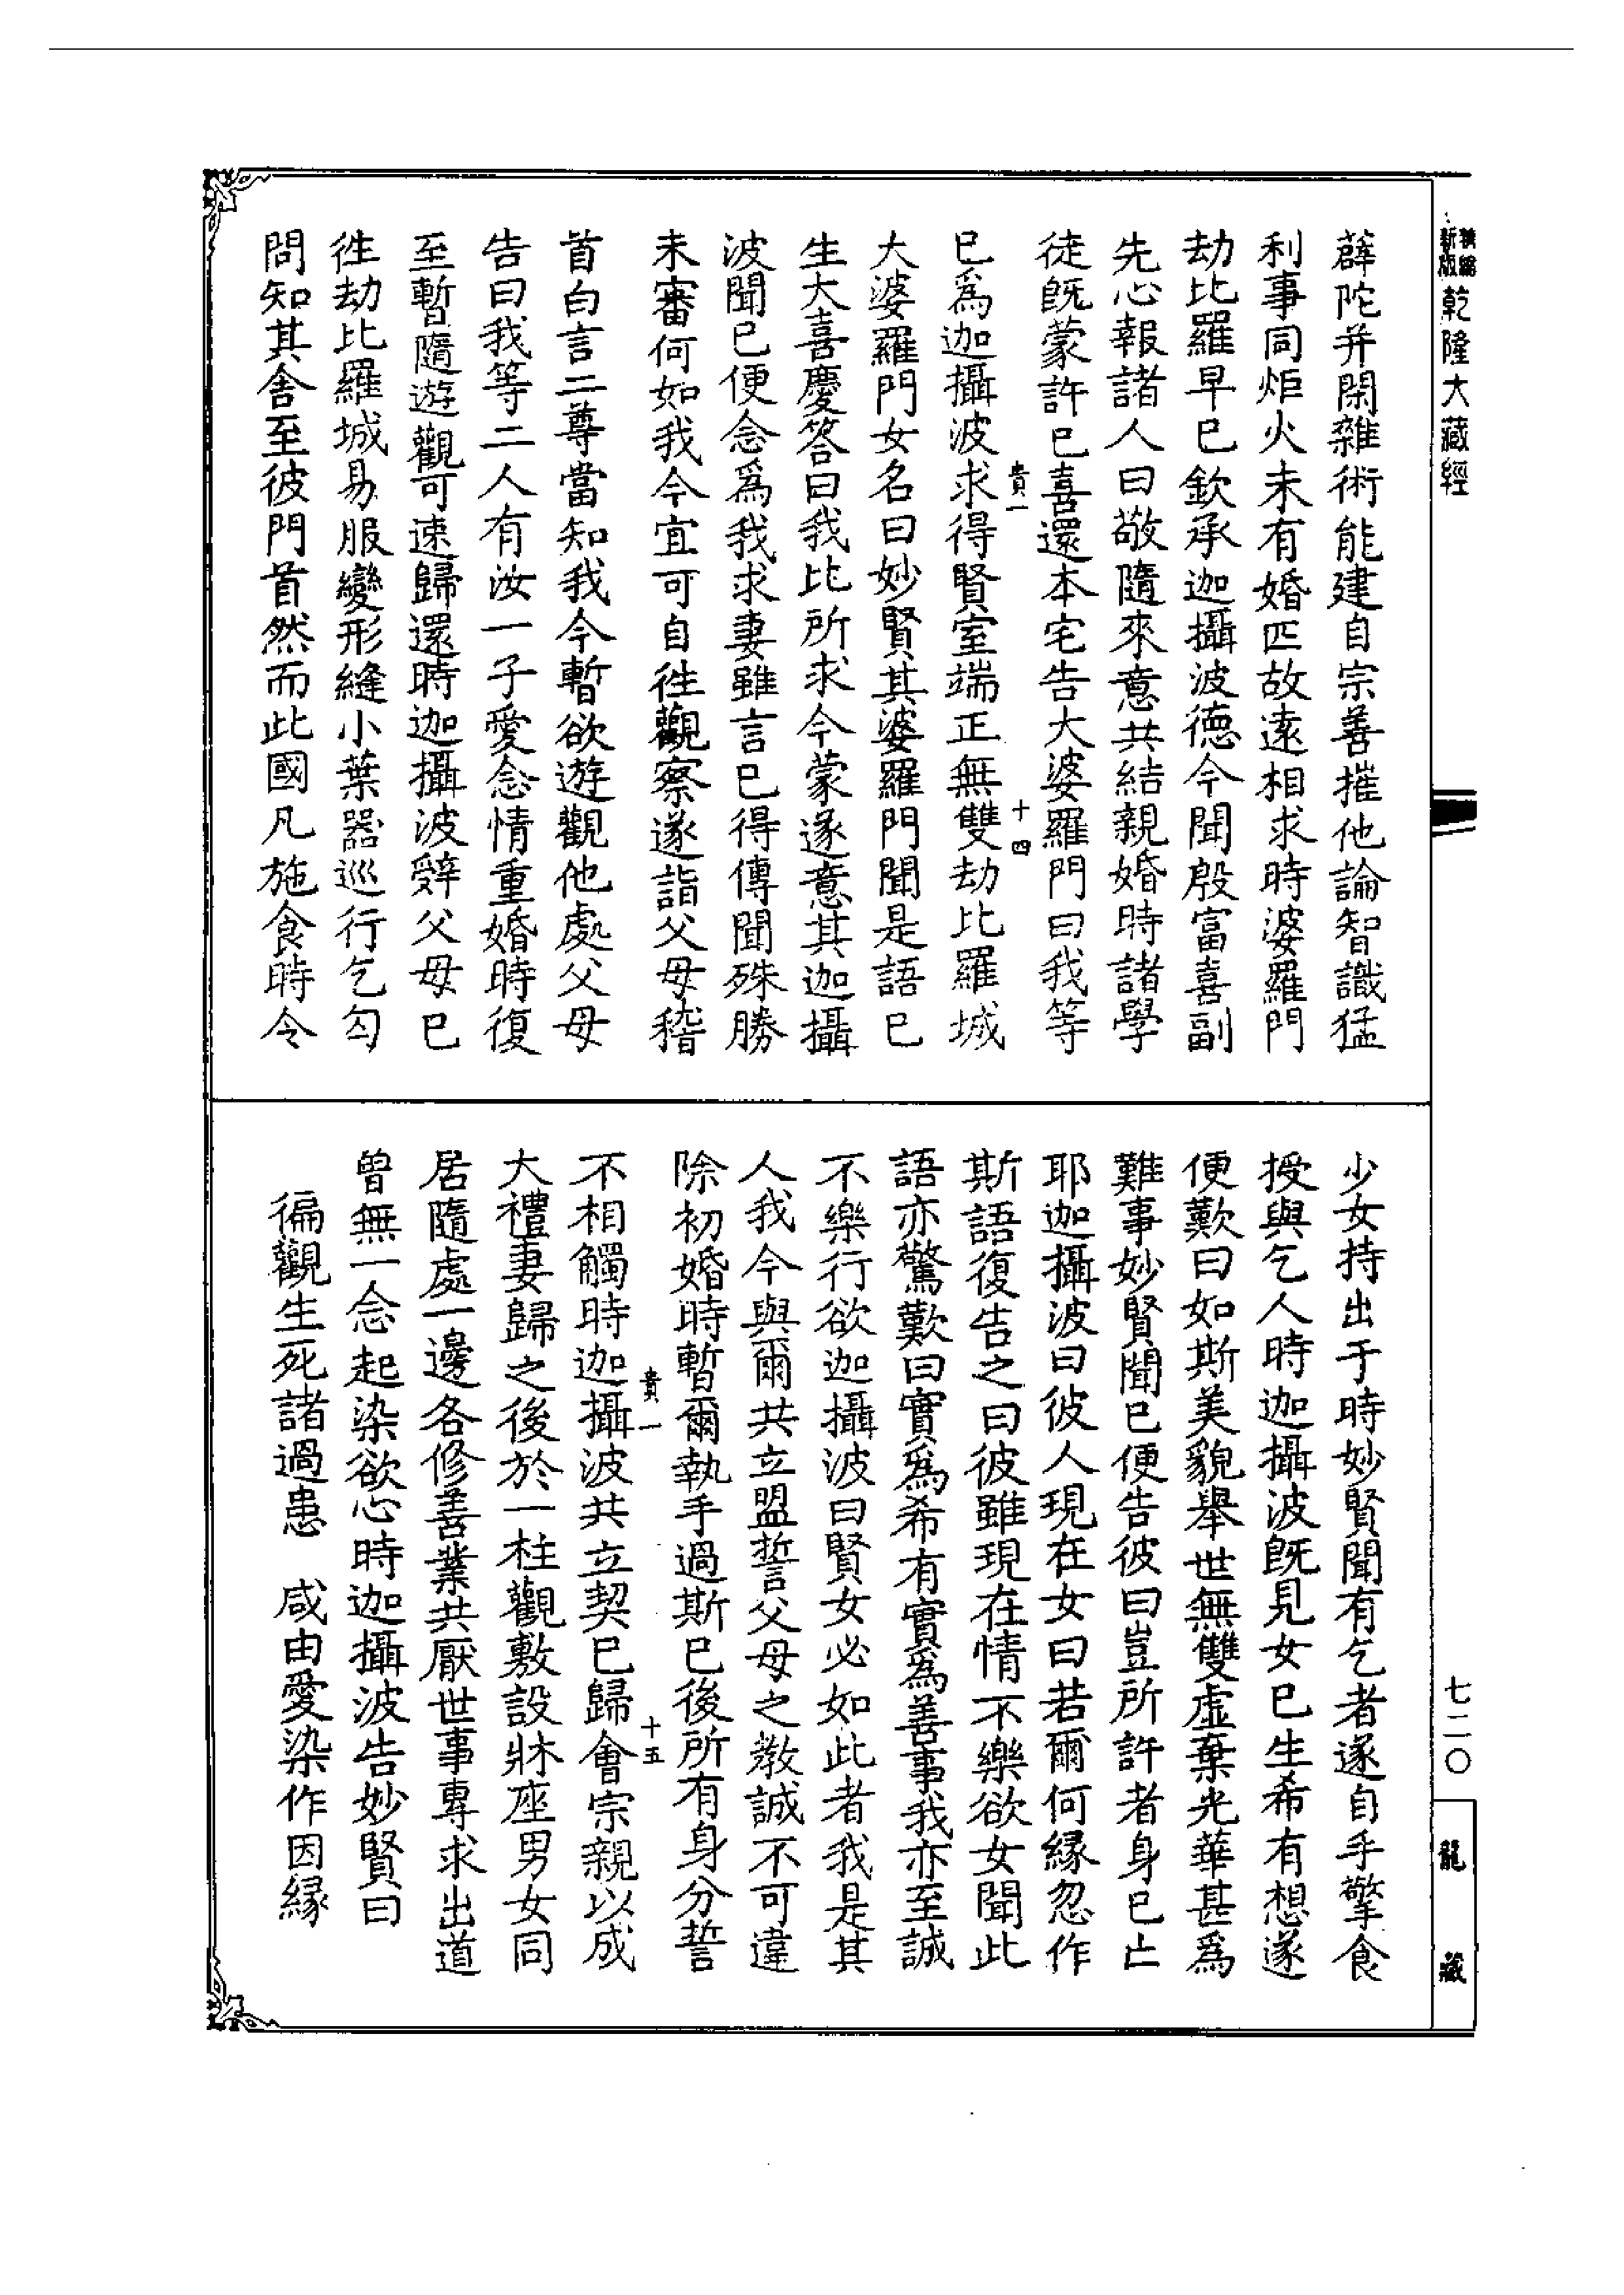 新編
新版
乾隆大藏經
薜陀并閑雜術能建自宗善摧他論智識猛
利事同炬火未有婚匹故遠相求時婆羅門
劫比羅早已欽承迦攝波德今聞殷富喜副
先心報諸人曰敬隨來意共結親婚時諸學
徒既蒙許已喜還本宅告大婆羅門曰我等
貴一
十四
已爲迦攝波求得賢室端正無雙劫比羅城
大婆羅門女名曰妙賢其婆羅門聞是語已
生大喜慶答曰我比所求今蒙遂意其迦攝
波聞已便念爲我求妻雖言已得傳聞殊勝
未審何如我今宜可自往觀察遂詣父母稽
首白言二尊當知我今暫欲遊觀他處父母
告曰我等二人有汝一子愛念情重婚時復
至暫隨遊觀可速歸還時迦攝波辭父母已
徃劫比羅城易服變形縫小葉器巡行乞匃
問知其舍至彼門首然而此國凡施食時令
少女持出于時妙賢聞有乞者遂自手擎食
授與乞人時迦攝波既見女已生希有想遂
便歎曰如斯美貌舉世無雙虛棄光華甚爲
難事妙賢聞已便告彼曰豈所許者身已亡
耶迦攝波曰彼人現在女曰若爾何緣忽作
斯語復告之曰彼雖現在情不樂欲女聞此
語亦驚歎曰實爲希有實爲善事我亦至誠
不樂行欲迦攝波曰賢女必如此者我是其
人我今與爾共立盟誓父母之教誠不可違
除初婚時暫爾執手過斯已後所有身分誓
貴一
十五
不相觸時迦攝波共立契已歸會宗親以成
大禮妻歸之後於一柱觀敷設牀座男女同
居隨處一邊各修善業共厭世事專求出道
曾無一念起染欲心時迦攝波告妙賢曰
徧觀生死諸過患　咸由愛染作因緣
七二〇
龍藏